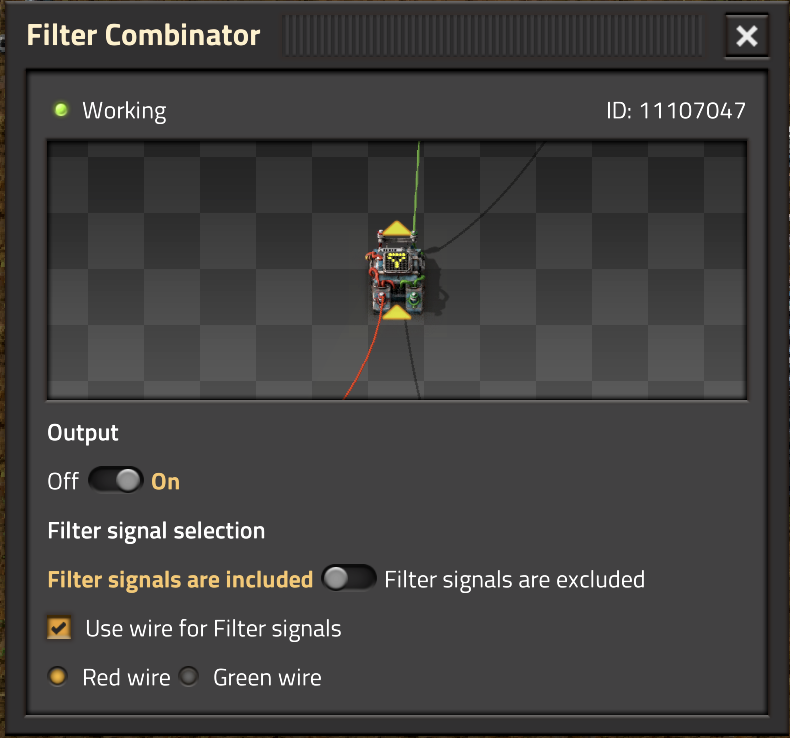 Filter Combinator
Working ID: 11107047
Output
Off On
Filter signal selection
Filter signals are included Filter signals are excluded
Use wire for Filter signals
Red wire Green wire